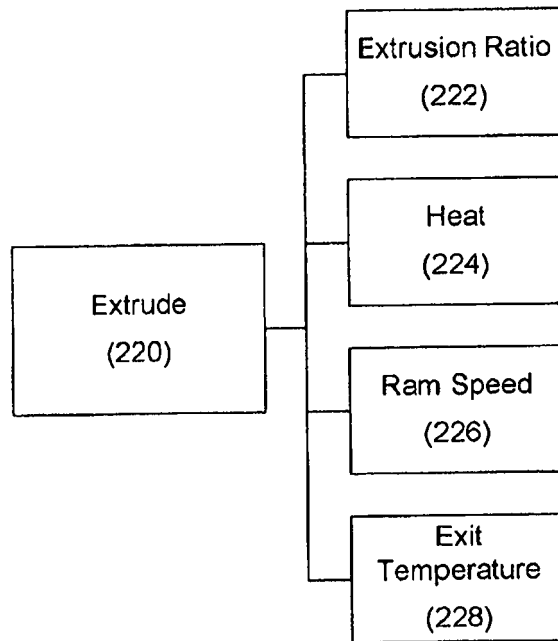 Extrusion Ratio
(222)
Heat
(224)
Extrude
(220)
Ram Speed
(226)
Exit
Temperature
(228)